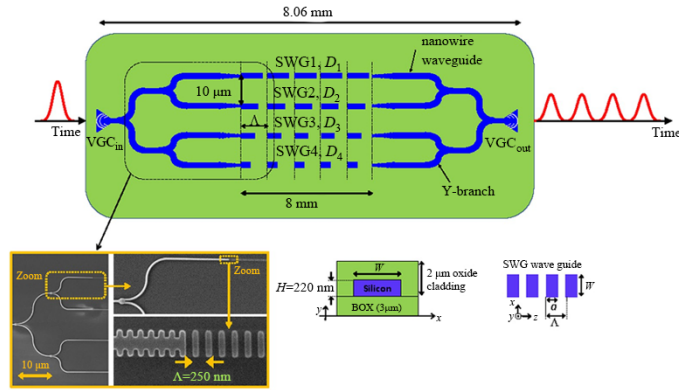 8.06 mm
SWG1, D₁
nanowire
waveguide
10 μm
SWG2, D₂
Time
VGCᵢₙ
Λ
SWG3, D₃
VGCₒᵤₜ
Time
SWG4, D₄
Y-branch
8 mm
Zoom
Zoom
10 μm
Λ=250 nm
W
H=220 nm
Silicon
2 μm oxide
cladding
BOX (3μm)
y
x
SWG wave guide
W
x
a
y
z
Λ